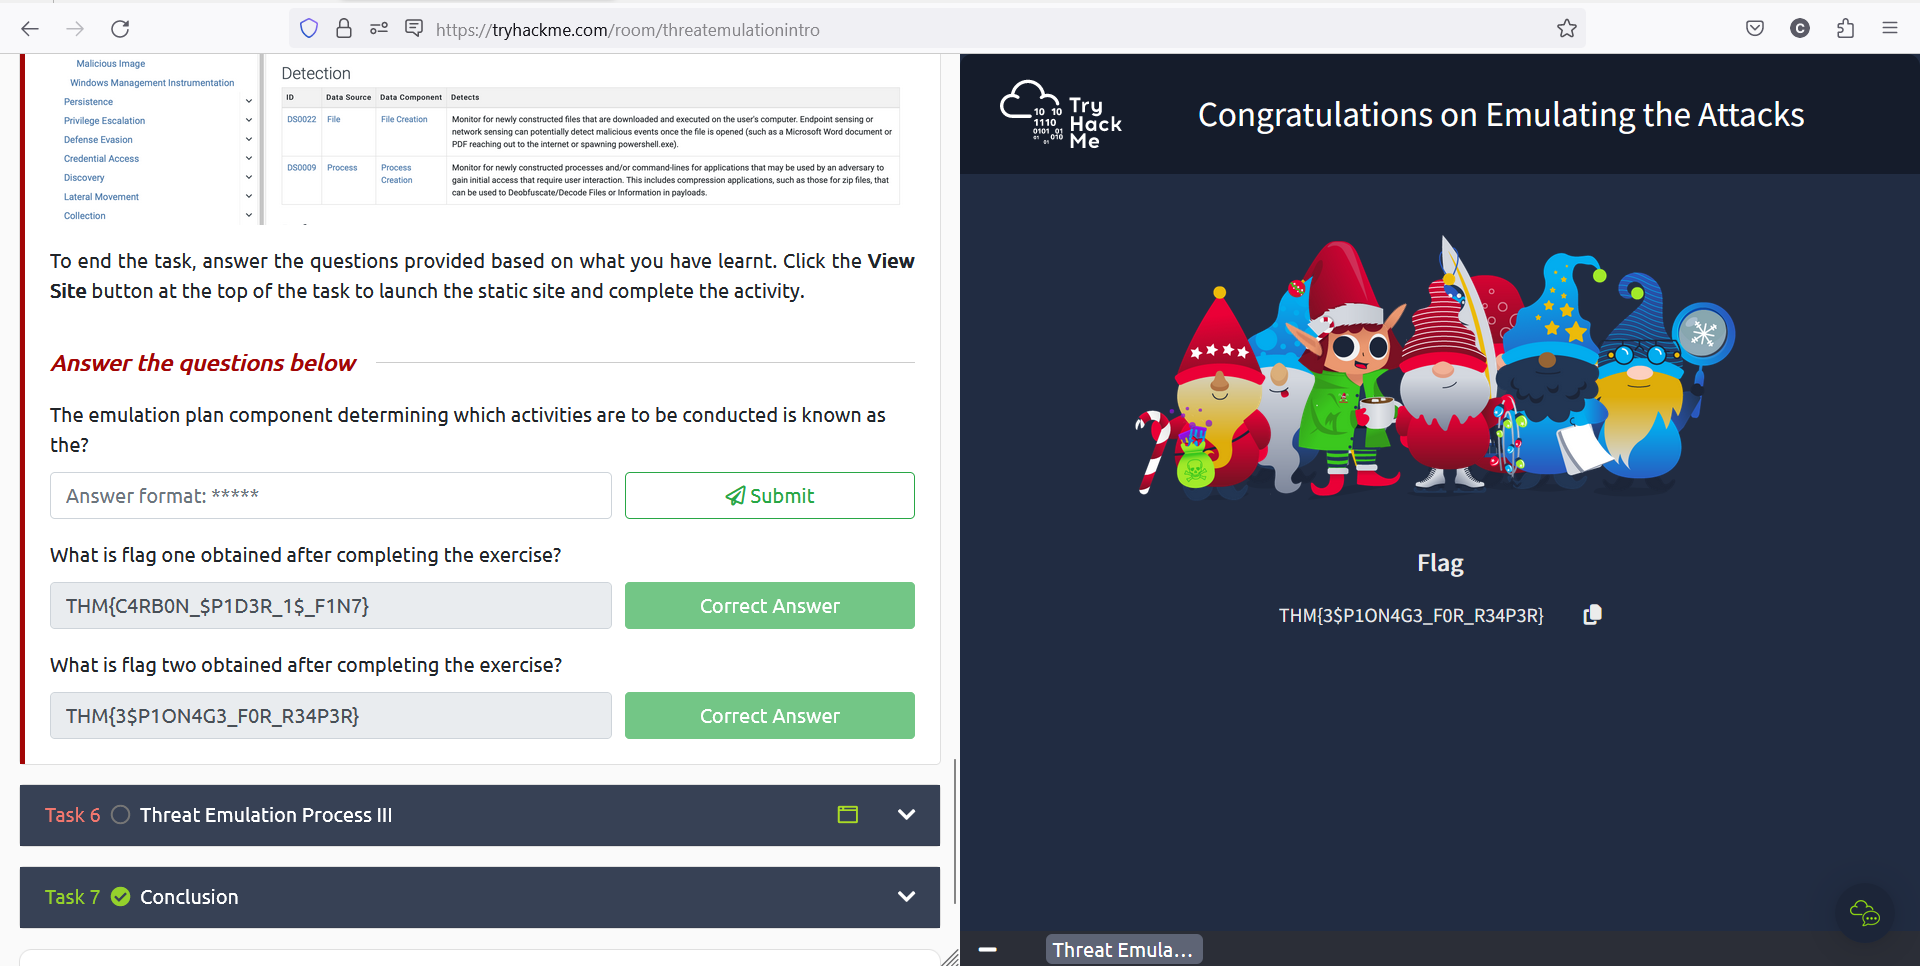 https://tryhackme.com/room/threatemulationintro
C
Malicious Image
Windows Management Instrumentation
Persistence
Privilege Escalation
Defense Evasion
Credential Access
Discovery
Lateral Movement
Collection
Detection
ID Data Source Data Component Detects
DS0022 File File Creation Monitor for newly constructed files that are downloaded and executed on the user's computer. Endpoint sensing or
network sensing can potentially detect malicious events once the file is opened (such as a Microsoft Word document or
PDF reaching out to the internet or spawning powershell.exe).
DS0009 Process Process Creation Monitor for newly constructed processes and/or command-lines for applications that may be used by an adversary to
gain initial access that require user interaction. This includes compression applications, such as those for zip files, that
can be used to Deobfuscate/Decode Files or Information in payloads.
To end the task, answer the questions provided based on what you have learnt. Click the View
Site button at the top of the task to launch the static site and complete the activity.
Answer the questions below
The emulation plan component determining which activities are to be conducted is known as
the?
Answer format: *****
Submit
What is flag one obtained after completing the exercise?
THM{C4RB0N_$P1D3R_1$_F1N7}
Correct Answer
What is flag two obtained after completing the exercise?
THM{3$P1ON4G3_F0R_R34P3R}
Correct Answer
Task 6 Threat Emulation Process III
Task 7 Conclusion
10 10
1110
0101 01
01 010
01
Try
Hack
Me
Congratulations on Emulating the Attacks
Flag
THM{3$P1ON4G3_F0R_R34P3R}
Threat Emula...